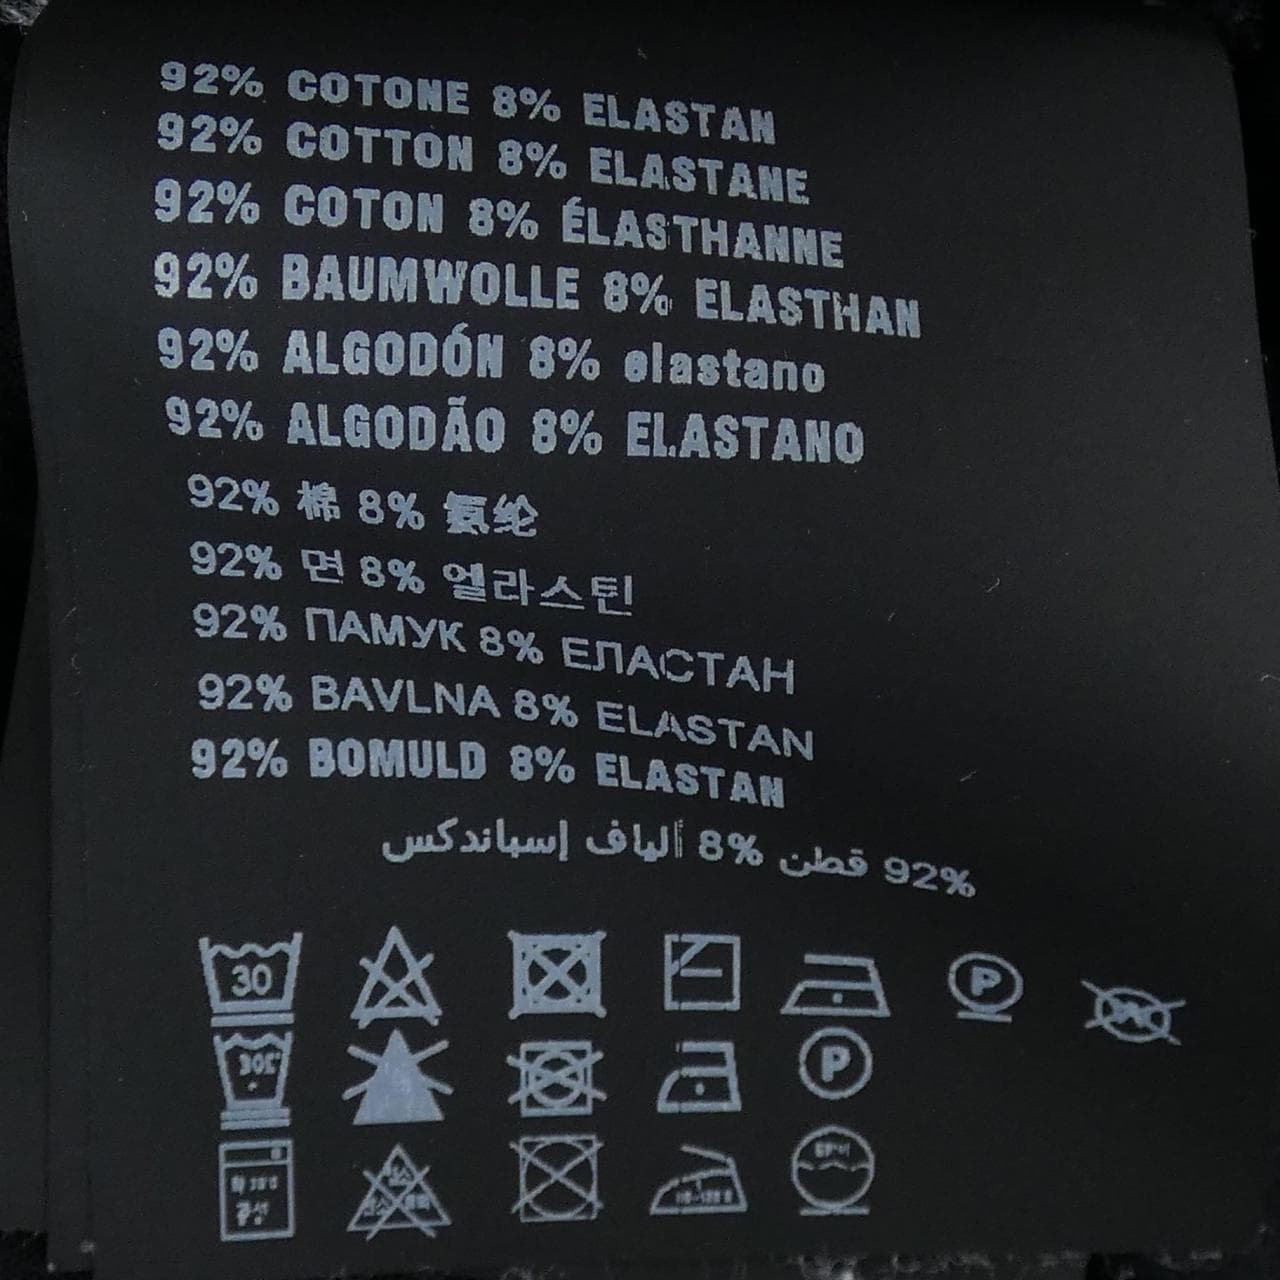 92% COTONE 8% ELASTAN
92% COTTON 8% ELASTANE
92% COTON 8% ÉLASTHANNE
92% BAUMWOLLE 8% ELASTHAN
92% ALGODÓN 8% elastano
92% ALGODÃO 8% ELASTANO
92% 棉 8% 氨纶
92% 면 8% 엘라스틴
92% ПАМУК 8% ЕЛАСТАН
92% BAVLNA 8% ELASTAN
92% BOMULD 8% ELASTAN
92% قطن 8% ألياف إسباندكس
30 P
P
중성